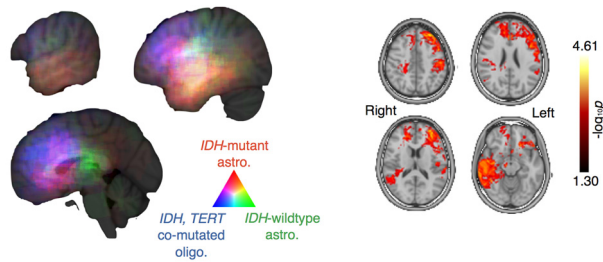 IDH-mutant
astro.
IDH, TERT
co-mutated
oligo.
IDH-wildtype
astro.
Right
Left
4.61
-log10p
1.30